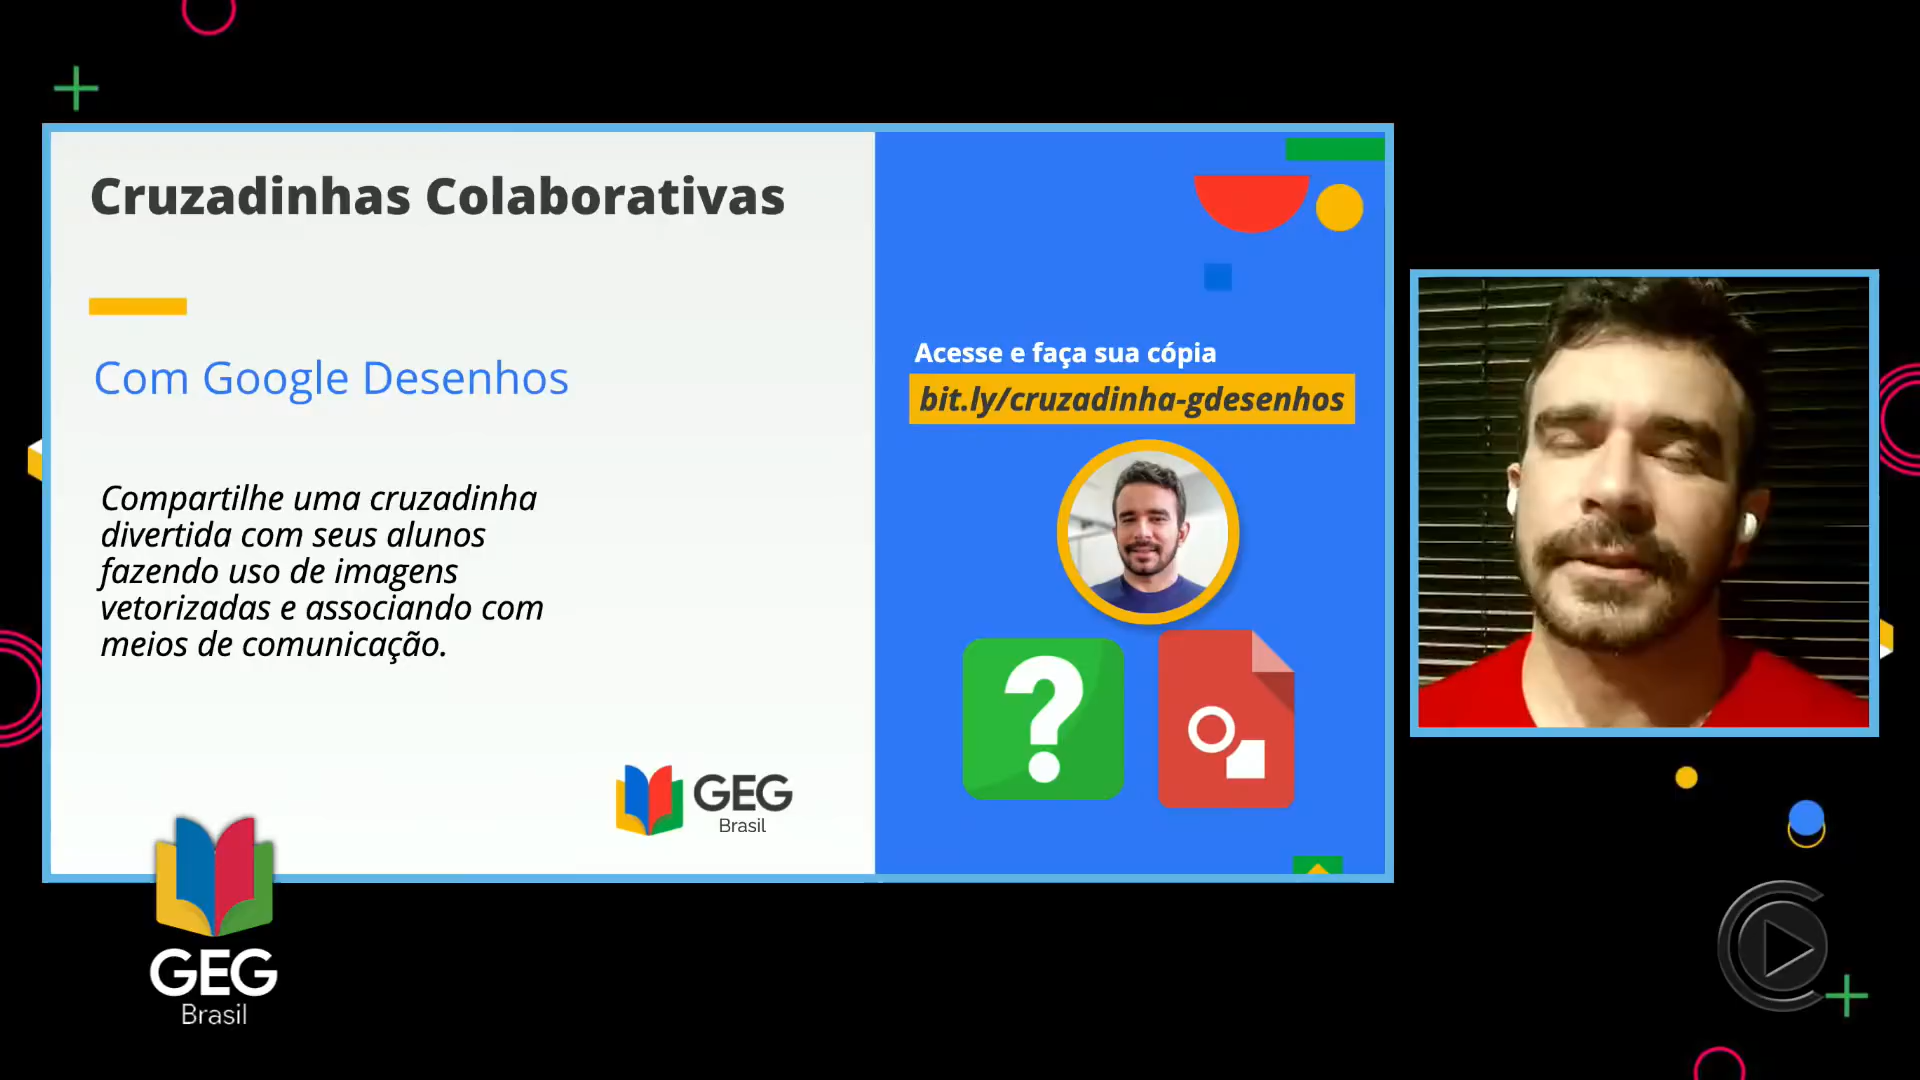 Cruzadinhas Colaborativas
Com Google Desenhos
Compartilhe uma cruzadinha
divertida com seus alunos
fazendo uso de imagens
vetorizadas e associando com
meios de comunicação.
GEG
Brasil
Acesse e faça sua cópia
bit.ly/cruzadinha-gdesenhos
?
GEG
Brasil